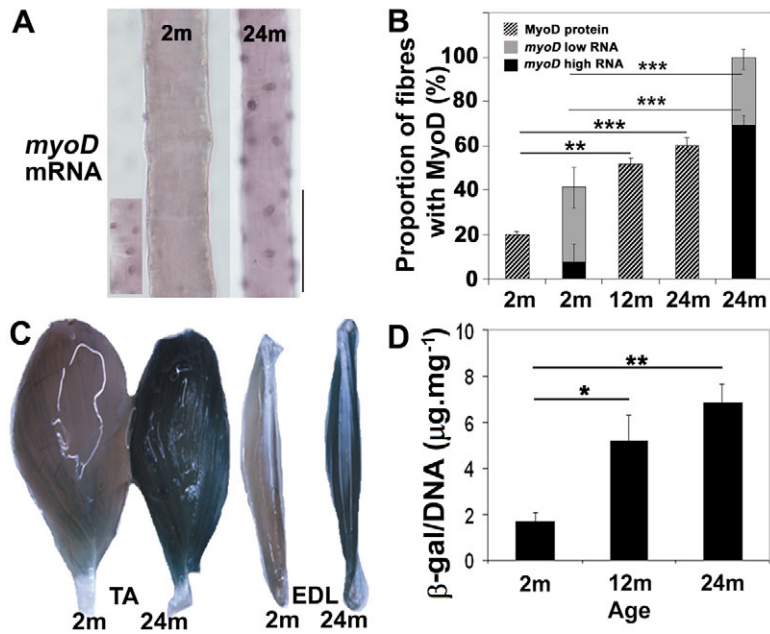 A
2m 24m
myoD
mRNA
B
MyoD protein
myoD low RNA
myoD high RNA
***
***
***
**
Proportion of fibres
with MyoD (%)
100
80
60
40
20
0
2m 2m 12m 24m 24m
C
TA EDL
2m 24m 2m 24m
D
β-gal/DNA (µg.mg⁻¹)
10
8
6
4
2
0
**
*
2m 12m 24m
Age